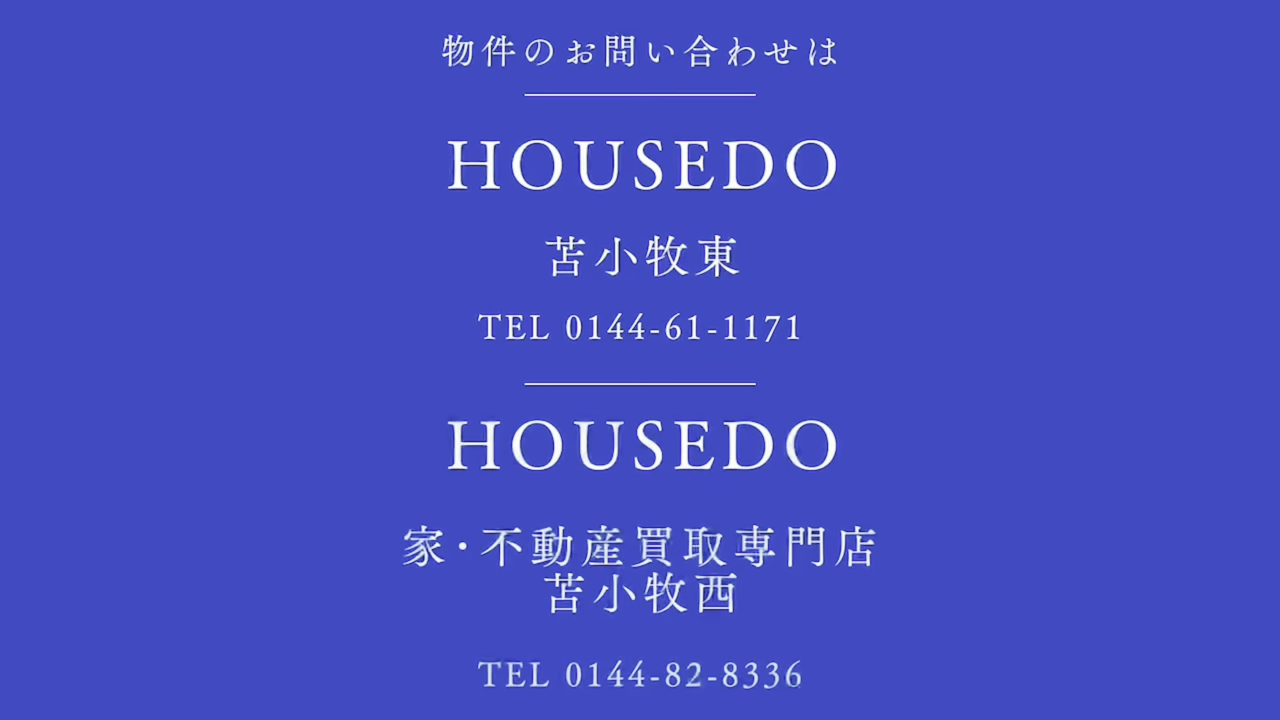 物件のお問い合わせは
HOUSEDO
苫小牧東
TEL 0144-61-1171
HOUSEDO
家・不動産買取専門店
苫小牧西
TEL 0144-82-8336